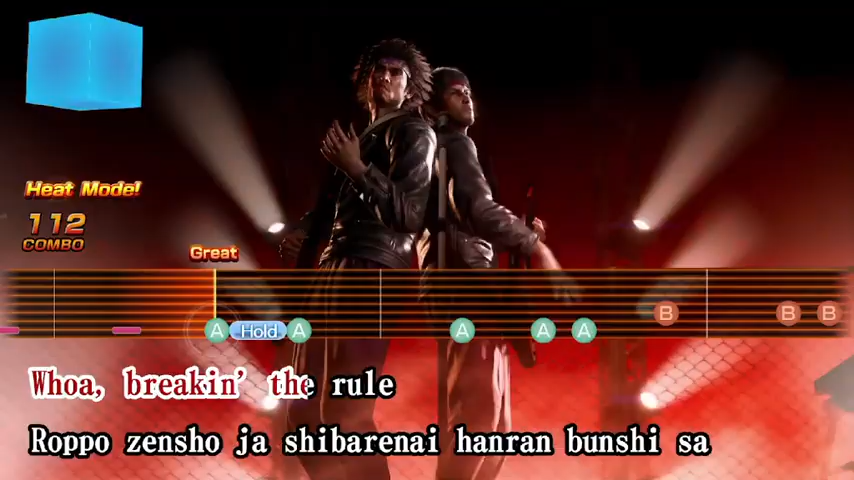 Heat Mode!
112
COMBO
Great
A Hold A A A A B B B
Whoa, breakin' the rule
Roppo zensho ja shibarenai hanran bunshi sa